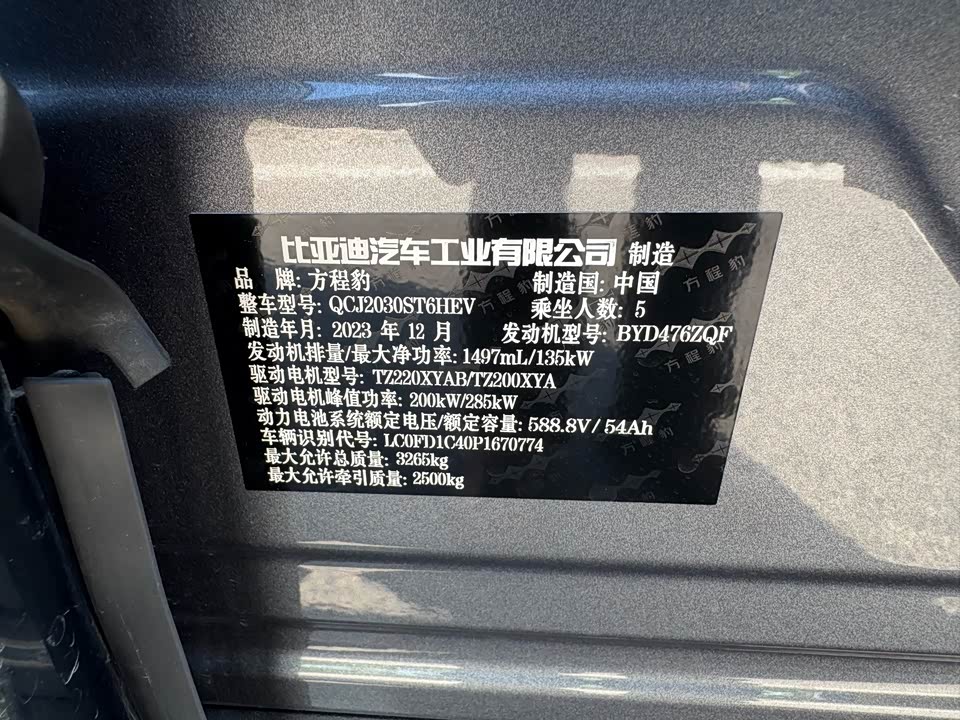 比亚迪汽车工业有限公司 制造
品 牌: 方程豹 制造国: 中国
整车型号: QCJ2030ST6HEV 乘坐人数: 5
制造年月: 2023 年 12 月 发动机型号: BYD476ZQF
发动机排量/最大净功率: 1497mL/135kW
驱动电机型号: TZ220XYAB/TZ200XYA
驱动电机峰值功率: 200kW/285kW
动力电池系统额定电压/额定容量: 588.8V/ 54Ah
车辆识别代号: LC0FD1C40P1670774
最大允许总质量: 3265kg
最大允许牵引质量: 2500kg